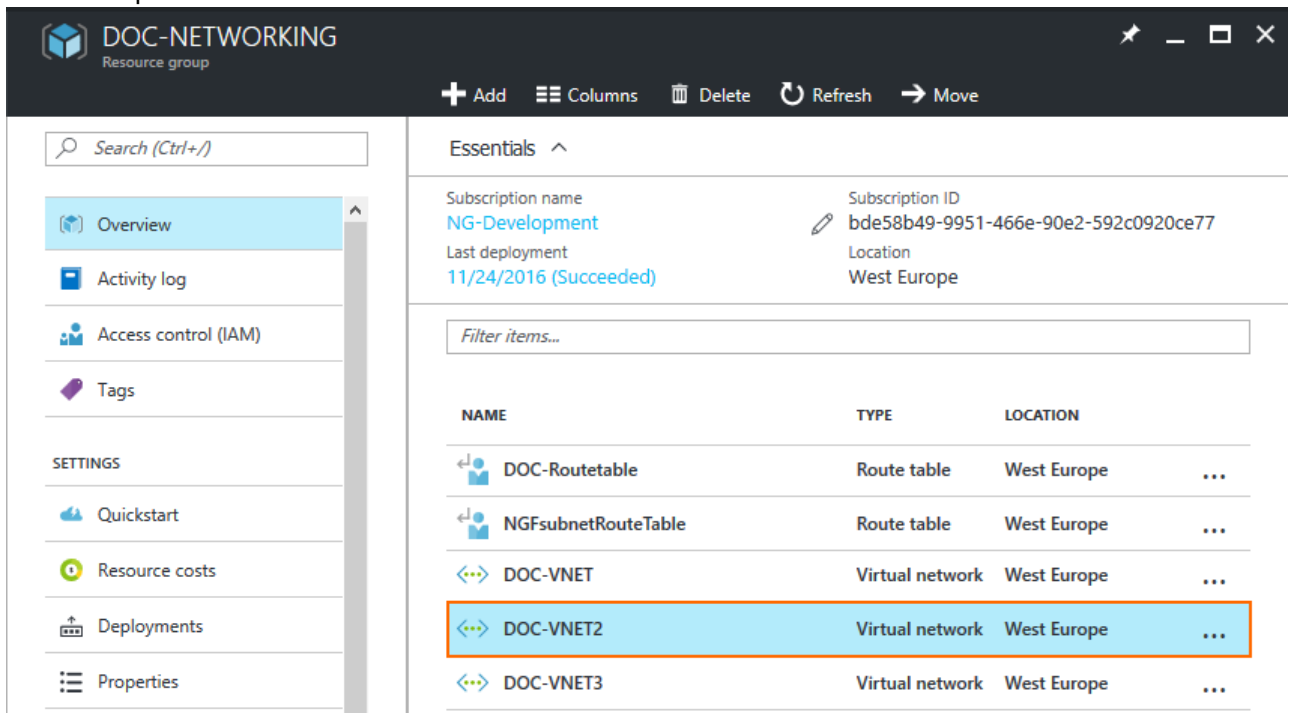 DOC-NETWORKING
Resource group
Add Columns Delete Refresh Move
Search (Ctrl+/)
Overview
Activity log
Access control (IAM)
Tags
SETTINGS
Quickstart
Resource costs
Deployments
Properties
Essentials
Subscription name Subscription ID
NG-Development bde58b49-9951-466e-90e2-592c0920ce77
Last deployment Location
11/24/2016 (Succeeded) West Europe
Filter items...
NAME TYPE LOCATION
DOC-Routetable Route table West Europe ...
NGFsubnetRouteTable Route table West Europe ...
DOC-VNET Virtual network West Europe ...
DOC-VNET2 Virtual network West Europe ...
DOC-VNET3 Virtual network West Europe ...